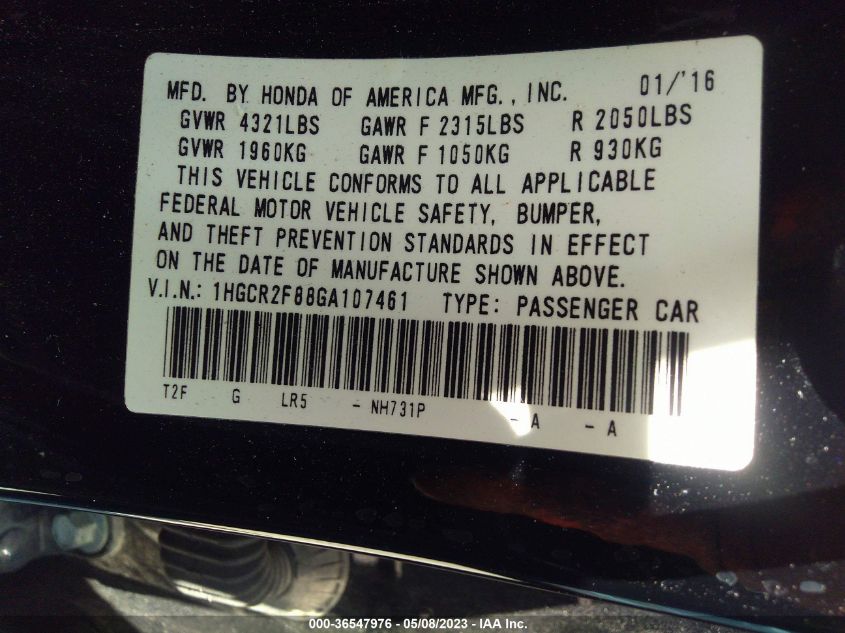 MFD. BY HONDA OF AMERICA MFG., INC. 01/'16
GVWR 4321LBS GAWR F 2315LBS R 2050LBS
GVWR 1960KG GAWR F 1050KG R 930KG
THIS VEHICLE CONFORMS TO ALL APPLICABLE
FEDERAL MOTOR VEHICLE SAFETY, BUMPER,
AND THEFT PREVENTION STANDARDS IN EFFECT
ON THE DATE OF MANUFACTURE SHOWN ABOVE.
V.I.N.: 1HGCR2F88GA107461 TYPE: PASSENGER CAR
T2F G LR5 - NH731P - A - A
000-36547976 - 05/08/2023 - IAA Inc.